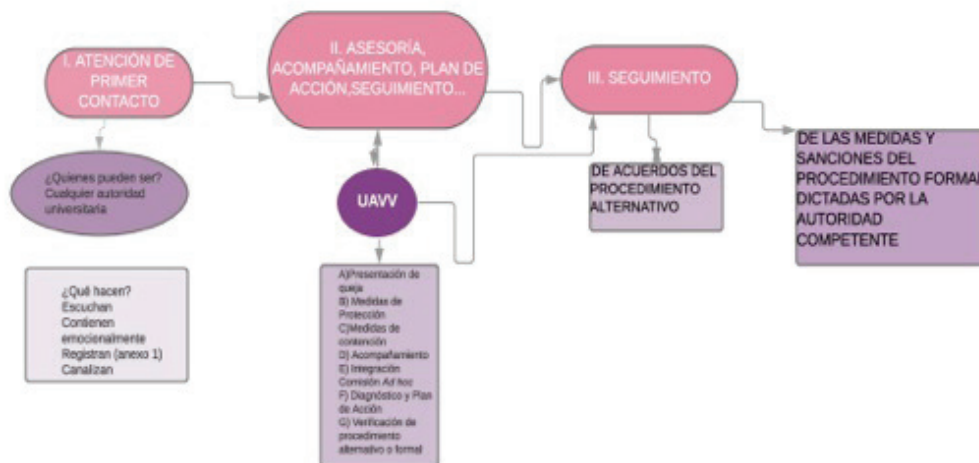 I. ATENCIÓN DE
PRIMER
CONTACTO
¿Quienes pueden ser?
Cualquier autoridad
universitaria
¿Qué hacen?
Escuchan
Contienen
emocionalmente
Registran (anexo 1)
Canalizan
II. ASESORÍA,
ACOMPAÑAMIENTO, PLAN DE
ACCIÓN,SEGUIMIENTO...
UAVV
A)Presentación de
queja
B) Medidas de
Protección
C)Medidas de
contención
D) Acompañamiento
E) Integración
Comisión Ad hoc
F) Diagnóstico y Plan
de Acción
G) Verificación de
procedimiento
alternativo o formal
III. SEGUIMIENTO
DE ACUERDOS DEL
PROCEDIMIENTO
ALTERNATIVO
DE LAS MEDIDAS Y
SANCIONES DEL
PROCEDIMIENTO FORMAL
DICTADAS POR LA
AUTORIDAD
COMPETENTE